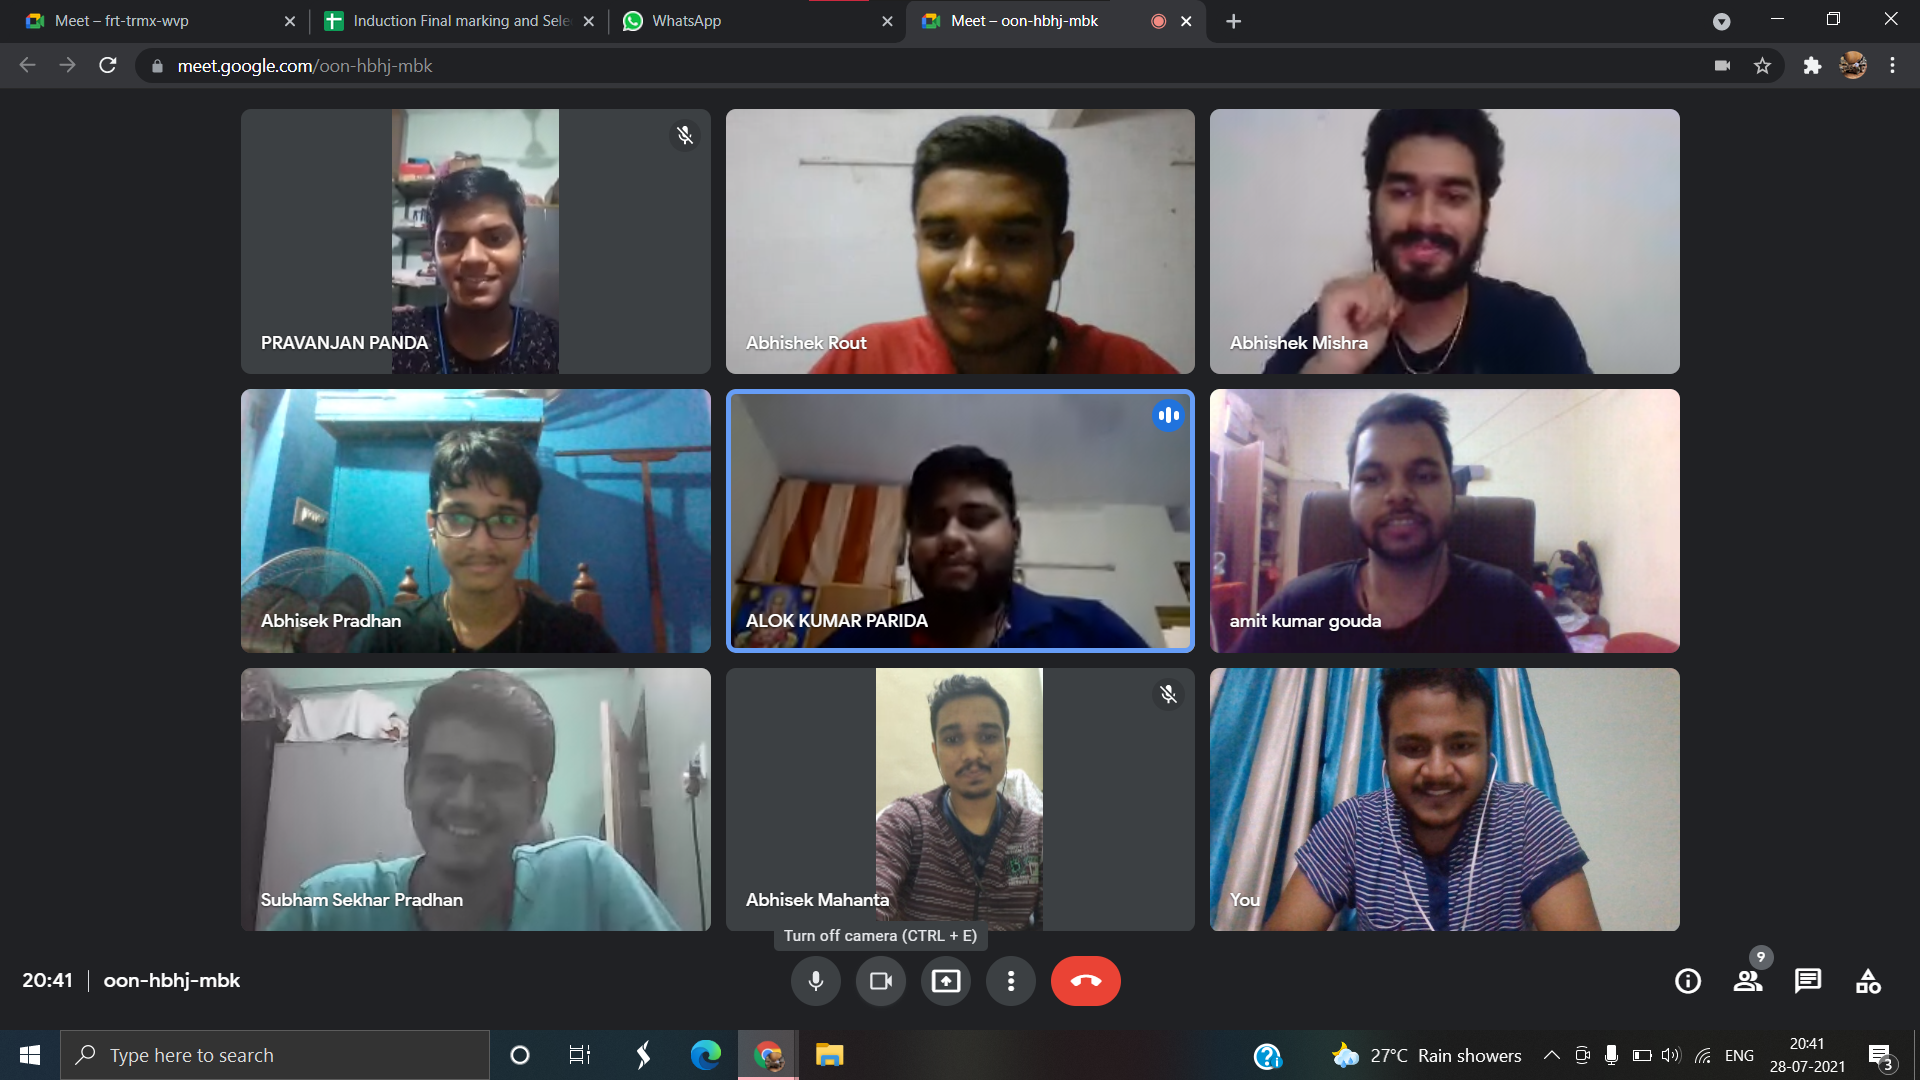 Meet – frt-trmx-wvp
Induction Final marking and Sele
WhatsApp
Meet – oon-hbhj-mbk
meet.google.com/oon-hbhj-mbk
PRAVANJAN PANDA
Abhishek Rout
Abhishek Mishra
Abhisek Pradhan
ALOK KUMAR PARIDA
amit kumar gouda
Subham Sekhar Pradhan
Abhisek Mahanta
You
Turn off camera (CTRL + E)
20:41 | oon-hbhj-mbk
9
Type here to search
27°C Rain showers
ENG
20:41
28-07-2021
3